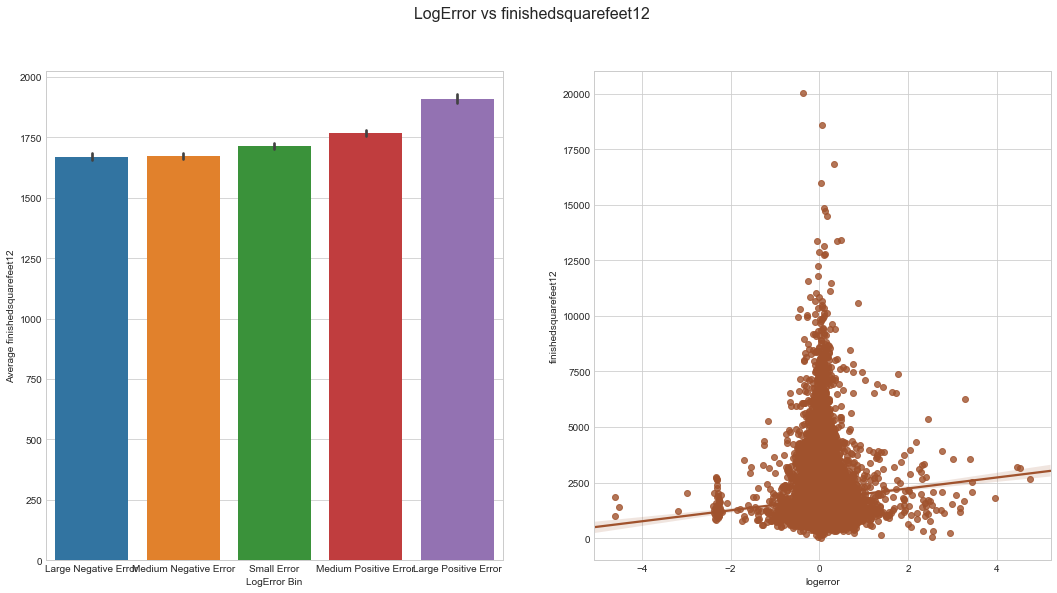 LogError vs finishedsquarefeet12
2000
1750
1500
1250
1000
750
500
250
0
Average finishedsquarefeet12
Large Negative Error
Medium Negative Error
Small Error
Medium Positive Error
Large Positive Error
LogError Bin
20000
17500
15000
12500
10000
7500
5000
2500
0
finishedsquarefeet12
−4
−2
0
2
4
logerror